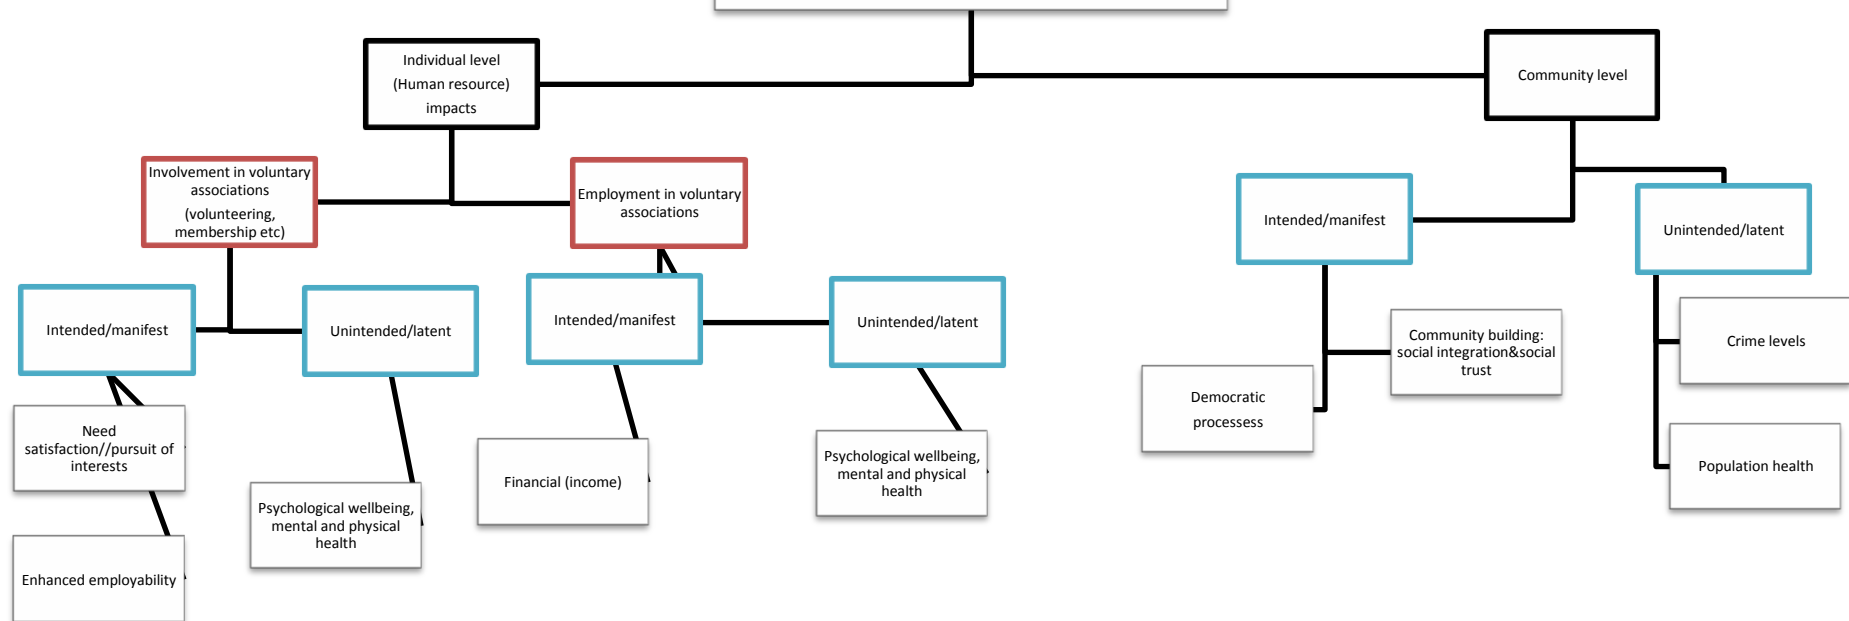 Individual level
(Human resource)
impacts
Community level
Involvement in voluntary
associations
(volunteering,
membership etc)
Employment in voluntary
associations
Intended/manifest
Unintended/latent
Intended/manifest
Unintended/latent
Intended/manifest
Unintended/latent
Need
satisfaction//pursuit of
interests
Enhanced employability
Psychological wellbeing,
mental and physical
health
Financial (income)
Psychological wellbeing,
mental and physical
health
Democratic
processess
Community building:
social integration&social
trust
Crime levels
Population health